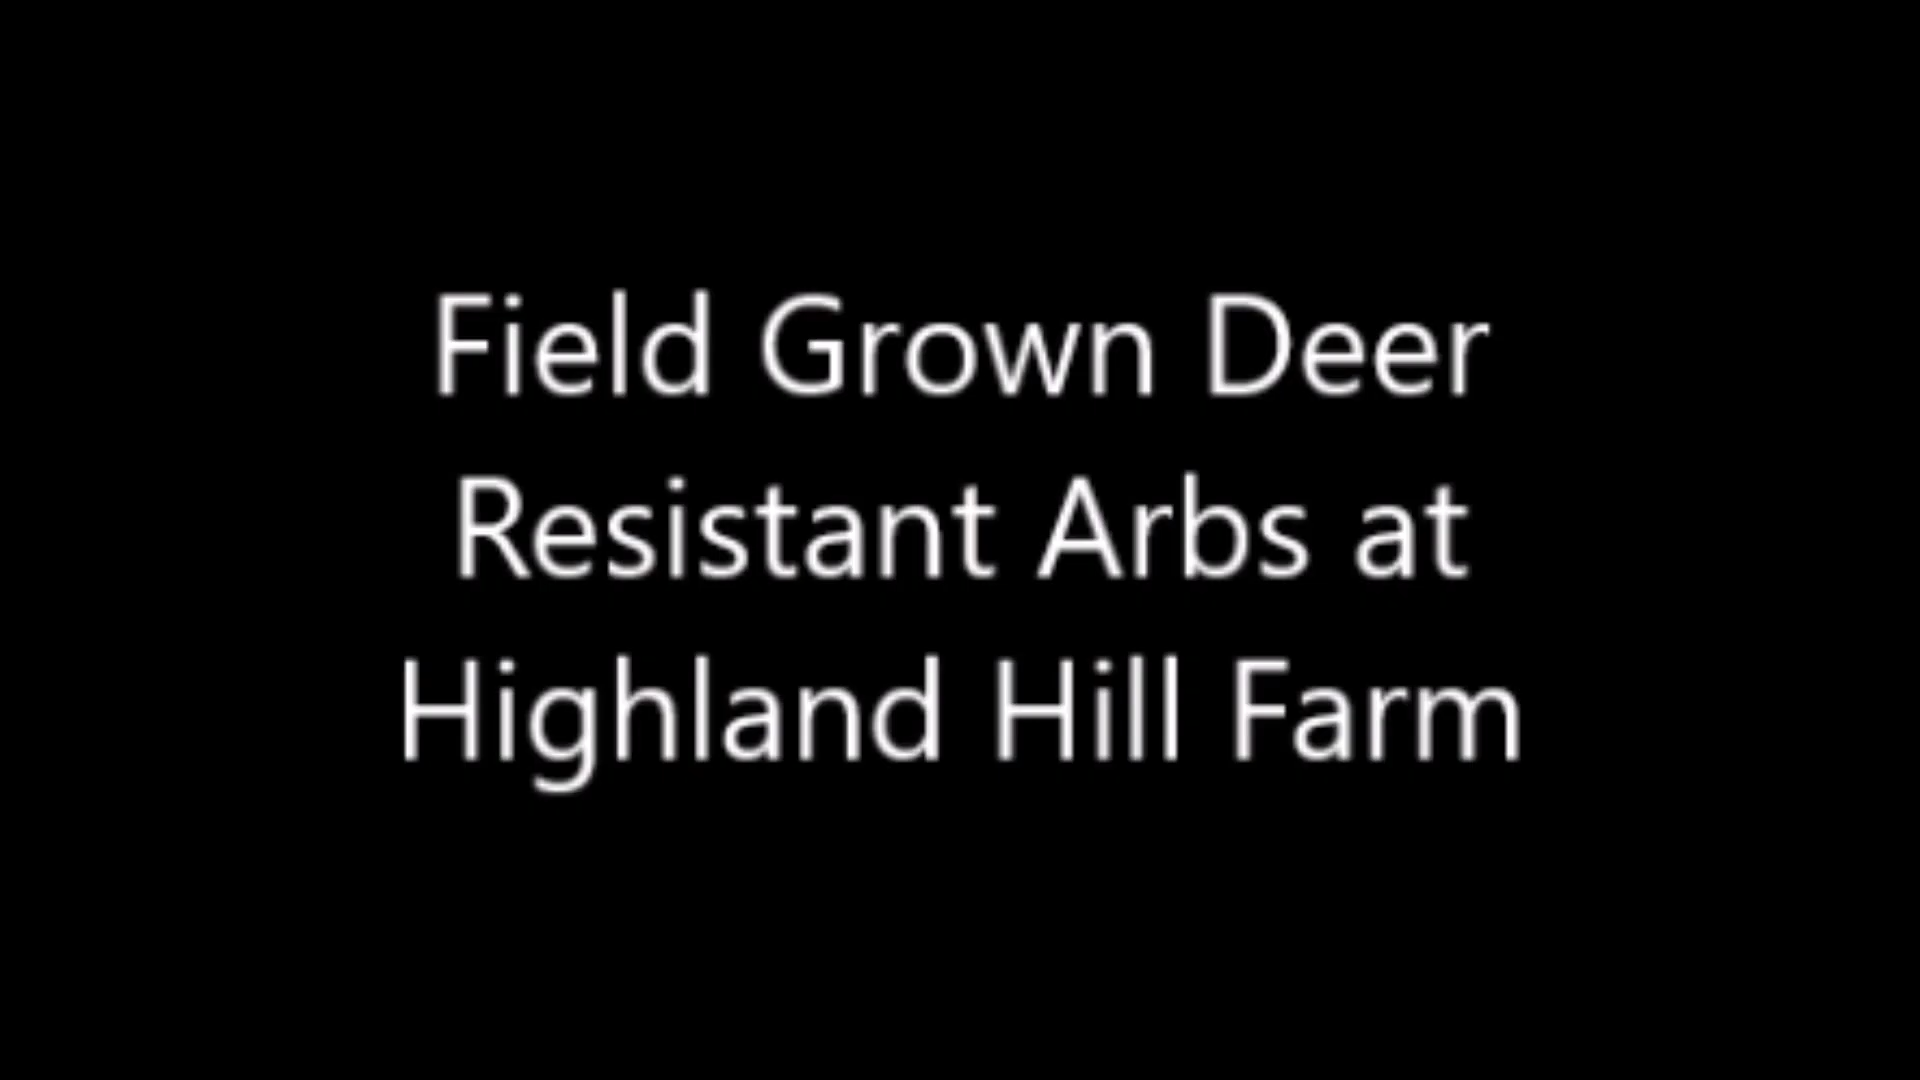 Field Grown Deer
Resistant Arbs at
Highland Hill Farm